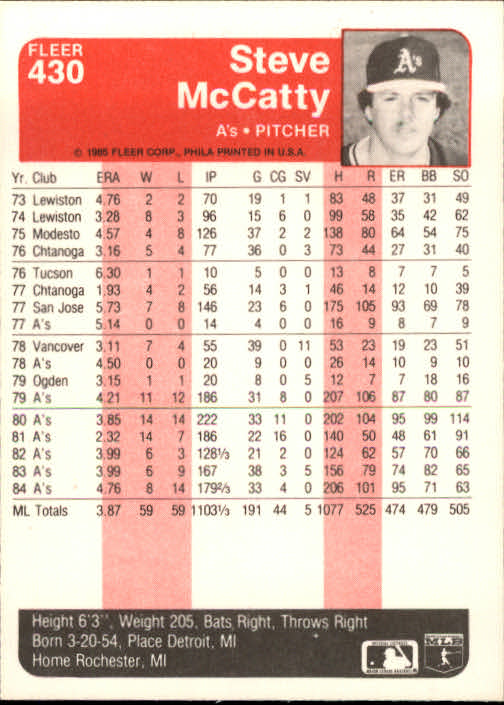 FLEER
430
Steve
McCatty
A's • PITCHER
© 1985 FLEER CORP., PHILA PRINTED IN U.S.A.
A's
Yr. Club ERA W L IP G CG SV H R ER BB SO
73 Lewiston 4.76 2 2 70 19 1 1 83 48 37 31 49
74 Lewiston 3.28 8 3 96 15 6 0 99 58 35 42 62
75 Modesto 4.57 4 8 126 37 2 2 138 80 64 54 75
76 Chtanoga 3.16 5 4 77 36 0 3 73 44 27 31 40
76 Tucson 6.30 1 1 10 5 0 0 13 8 7 7 5
77 Chtanoga 1.93 4 2 56 14 3 1 46 14 12 10 39
77 San Jose 5.73 7 8 146 23 6 0 175 105 93 69 78
77 A's 5.14 0 0 14 4 0 0 16 9 8 7 9
78 Vancover 3.11 7 4 55 39 0 11 53 23 19 23 51
78 A's 4.50 0 0 20 9 0 0 26 14 10 9 10
79 Ogden 3.15 1 1 20 8 0 5 12 7 7 18 16
79 A's 4.21 11 12 186 31 8 0 207 106 87 80 87
80 A's 3.85 14 14 222 33 11 0 202 104 95 99 114
81 A's 2.32 14 7 186 22 16 0 140 50 48 61 91
82 A's 3.99 6 3 128⅓ 21 2 0 124 62 57 70 66
83 A's 3.99 6 9 167 38 3 5 156 79 74 82 65
84 A's 4.76 8 14 179⅔ 33 4 0 206 101 95 71 63
ML Totals 3.87 59 59 1103⅓ 191 44 5 1077 525 474 479 505
Height 6'3'', Weight 205, Bats Right, Throws Right
Born 3-20-54, Place Detroit, MI
Home Rochester, MI